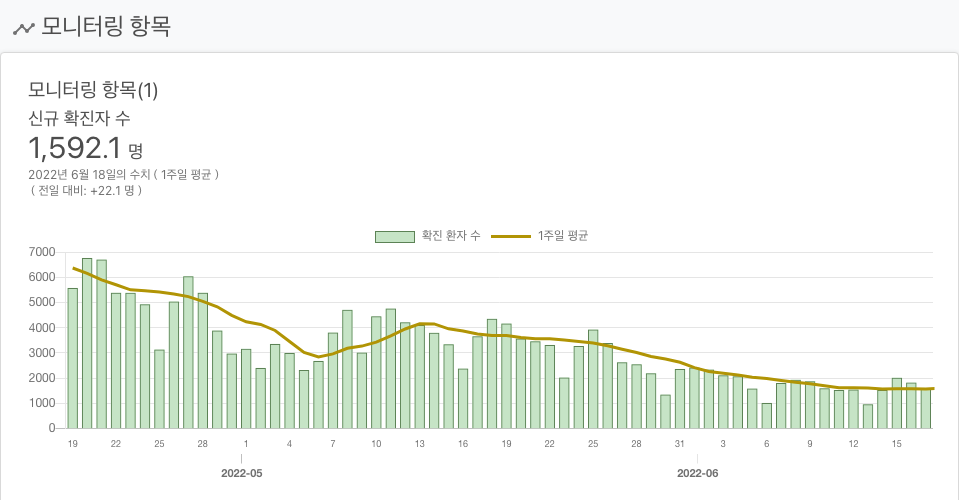 모니터링 항목
모니터링 항목(1)
신규 확진자 수
1,592.1 명
2022년 6월 18일의 수치 ( 1주일 평균 )
( 전일 대비: +22.1 명 )
확진 환자 수 1주일 평균
7000
6000
5000
4000
3000
2000
1000
0
19 22 25 28 1 4 7 10 13 16 19 22 25 28 31 3 6 9 12 15
2022-05 2022-06